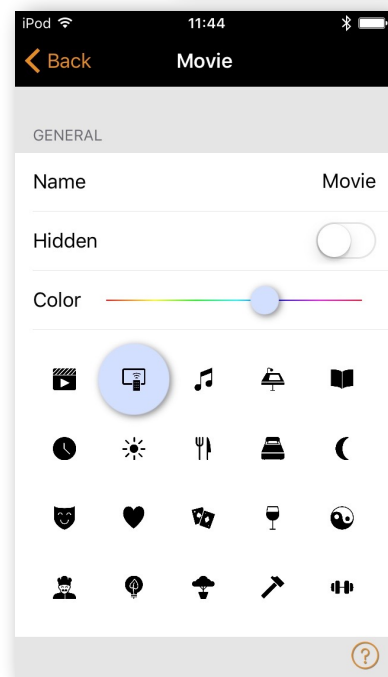 iPod 11:44
Back Movie
GENERAL
Name Movie
Hidden
Color
?